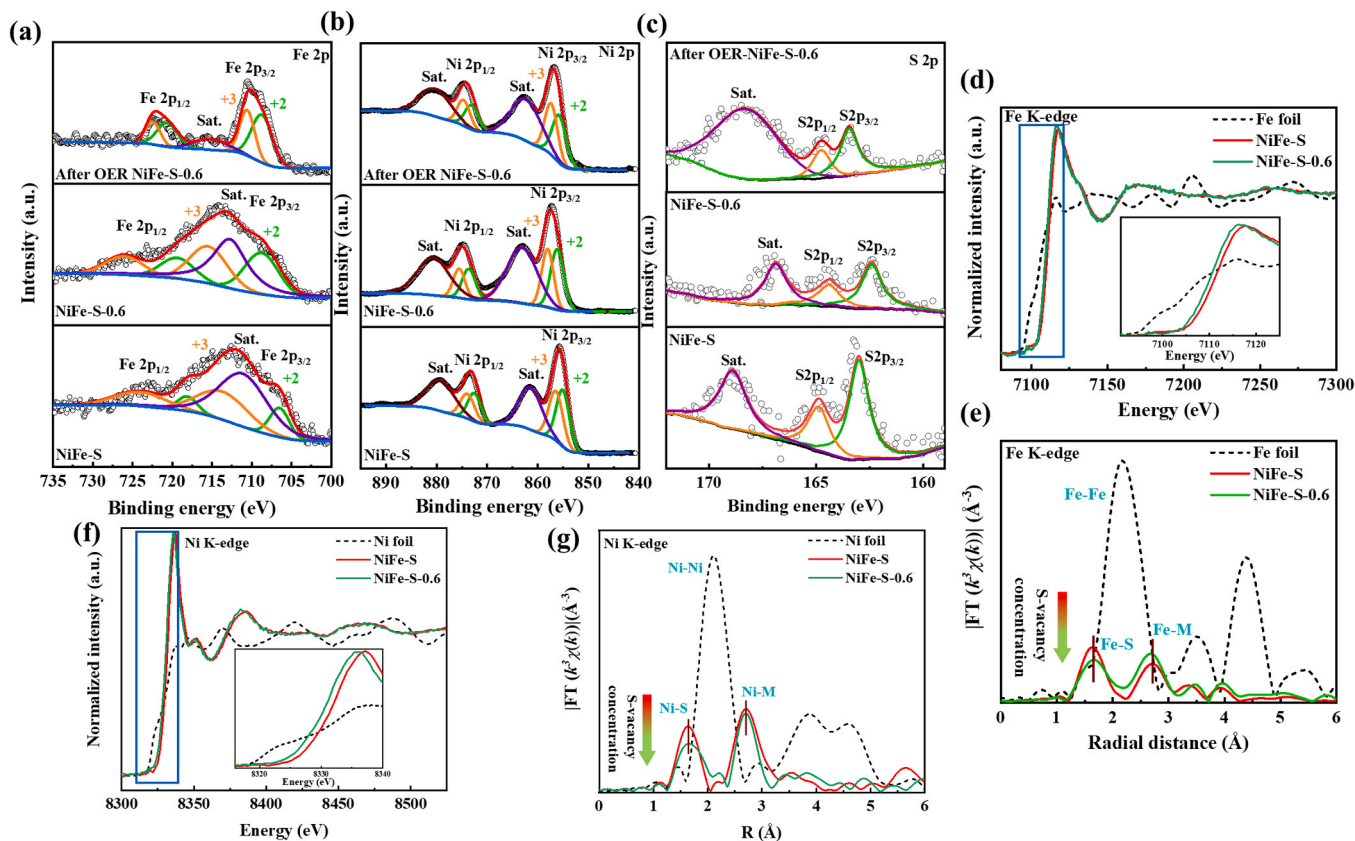 (a)
Fe 2p
Fe 2p3/2
+3
Fe 2p1/2
+2
Sat.
After OER NiFe-S-0.6
Sat.
Fe 2p3/2
+3
Fe 2p1/2
+2
NiFe-S-0.6
Sat.
+3
Fe 2p1/2
Fe 2p3/2
+2
NiFe-S
735 730 725 720 715 710 705 700
Binding energy (eV)
Intensity (a.u.)
(b)
Ni 2p3/2
Ni 2p
Ni 2p1/2
+3
Sat.
Sat.
+2
After OER NiFe-S-0.6
Ni 2p3/2
Ni 2p1/2
+3
Sat.
Sat.
+2
NiFe-S-0.6
Ni 2p3/2
Ni 2p1/2
+3
Sat.
Sat.
+2
NiFe-S
890 880 870 860 850 840
Binding energy (eV)
Intensity (a.u.)
(c)
After OER-NiFe-S-0.6
S 2p
Sat.
S2p1/2
S2p3/2
NiFe-S-0.6
Sat.
S2p1/2
S2p3/2
NiFe-S
Sat.
S2p1/2
S2p3/2
170 168 164 162 160
Binding energy (eV)
Intensity (a.u.)
(d)
Fe K-edge
Fe foil
NiFe-S
NiFe-S-0.6
7100 7110 7120
Energy (eV)
7100 7150 7200 7250 7300
Energy (eV)
Normalized intensity (a.u.)
(e)
Fe K-edge
Fe foil
NiFe-S
NiFe-S-0.6
Fe-Fe
S-vacancy
concentration
Fe-S
Fe-M
0 1 2 3 4 5 6
Radial distance (Å)
|FT (k³χ(k))| (Å⁻³)
(f)
Ni K-edge
Ni foil
NiFe-S
NiFe-S-0.6
8320 8330 8340
Energy (eV)
8300 8350 8400 8450 8500
Energy (eV)
Normalized intensity (a.u.)
(g)
Ni K-edge
Ni foil
NiFe-S
NiFe-S-0.6
Ni-Ni
S-vacancy
concentration
Ni-S
Ni-M
0 1 2 3 4 5 6
R (Å)
|FT (k³χ(k))|(Å⁻³)